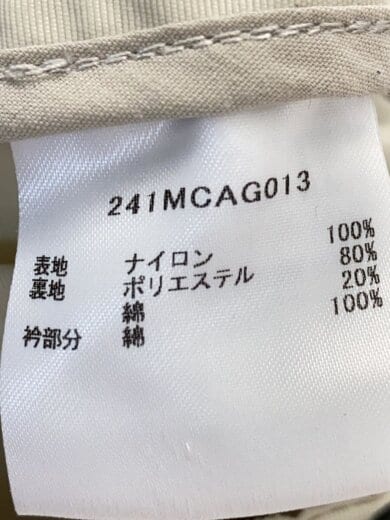 241MCAG013
表地 ナイロン 100%
裏地 ポリエステル 80%
綿 20%
衿部分 綿 100%